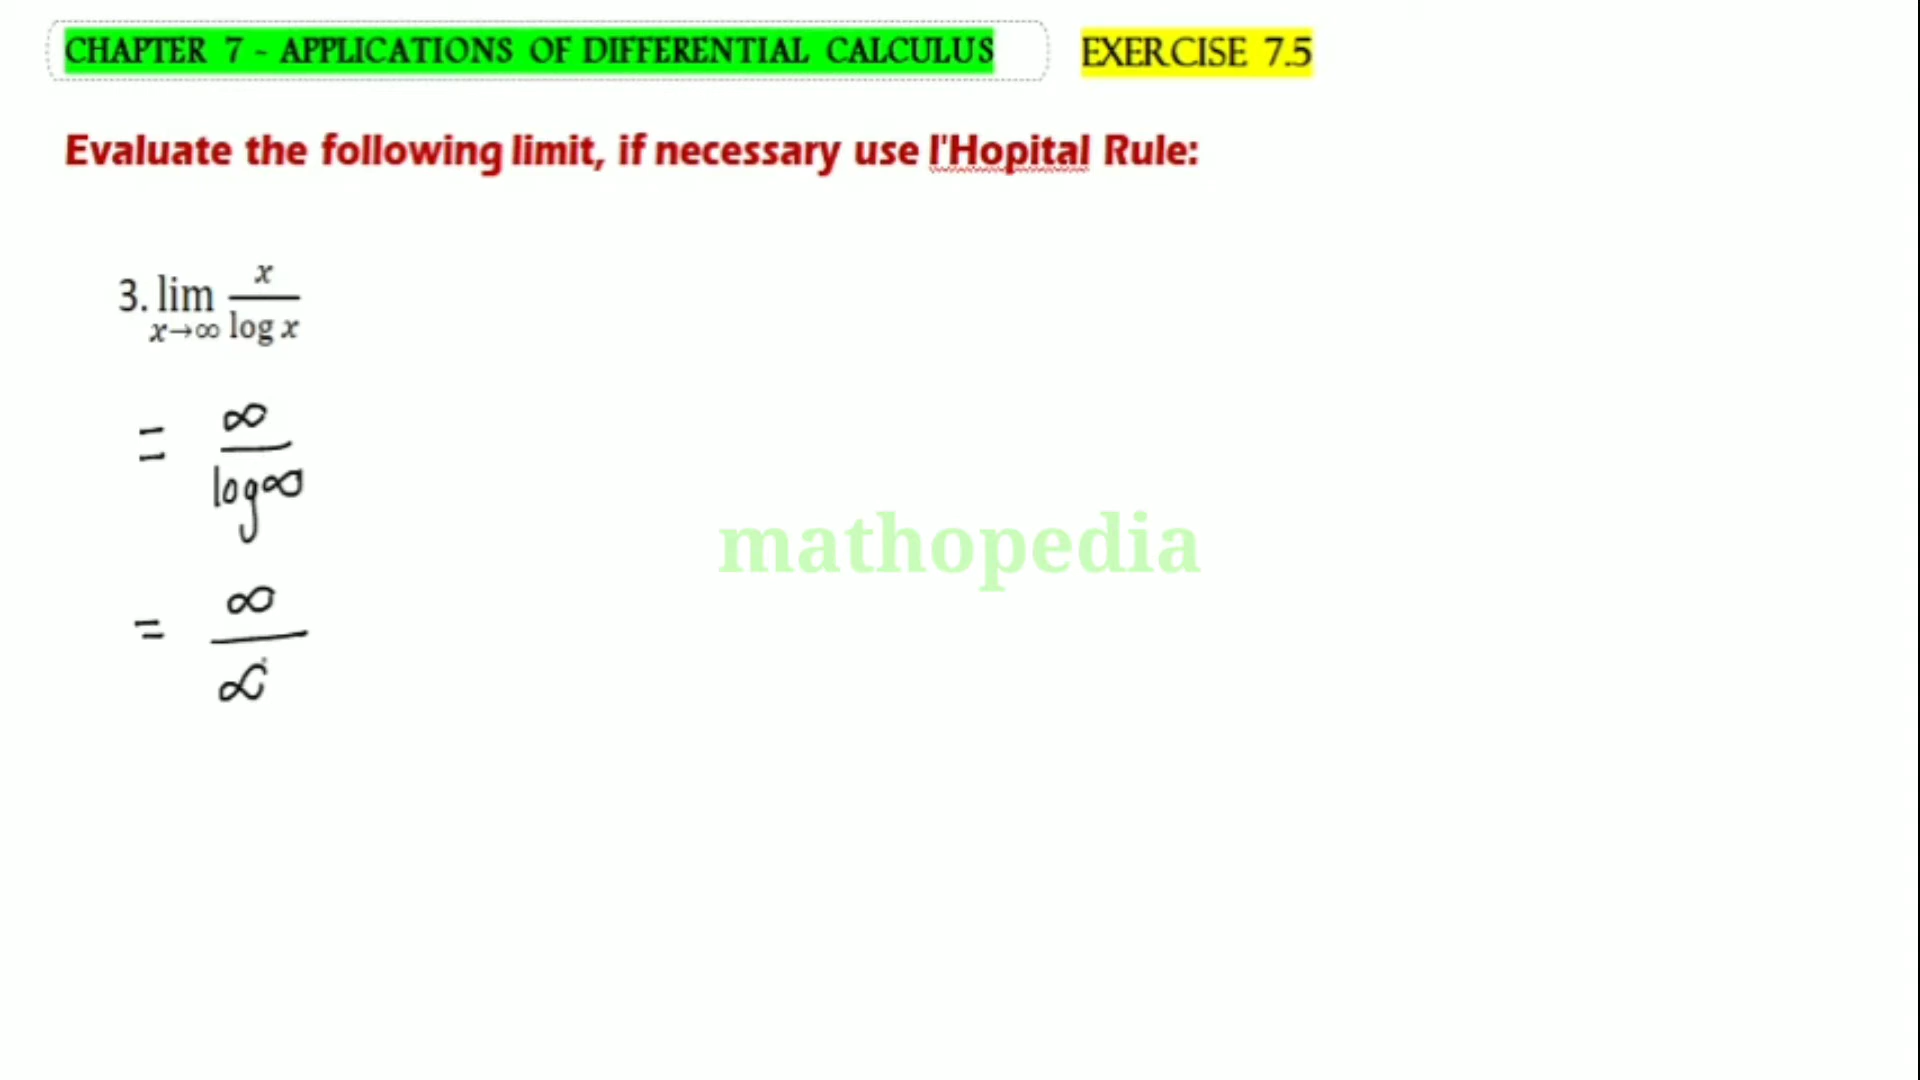 CHAPTER 7 - APPLICATIONS OF DIFFERENTIAL CALCULUS EXERCISE 7.5
Evaluate the following limit, if necessary use l'Hopital Rule:
3. lim x→∞ x/log x
= ∞/log∞
= ∞/∞
mathopedia